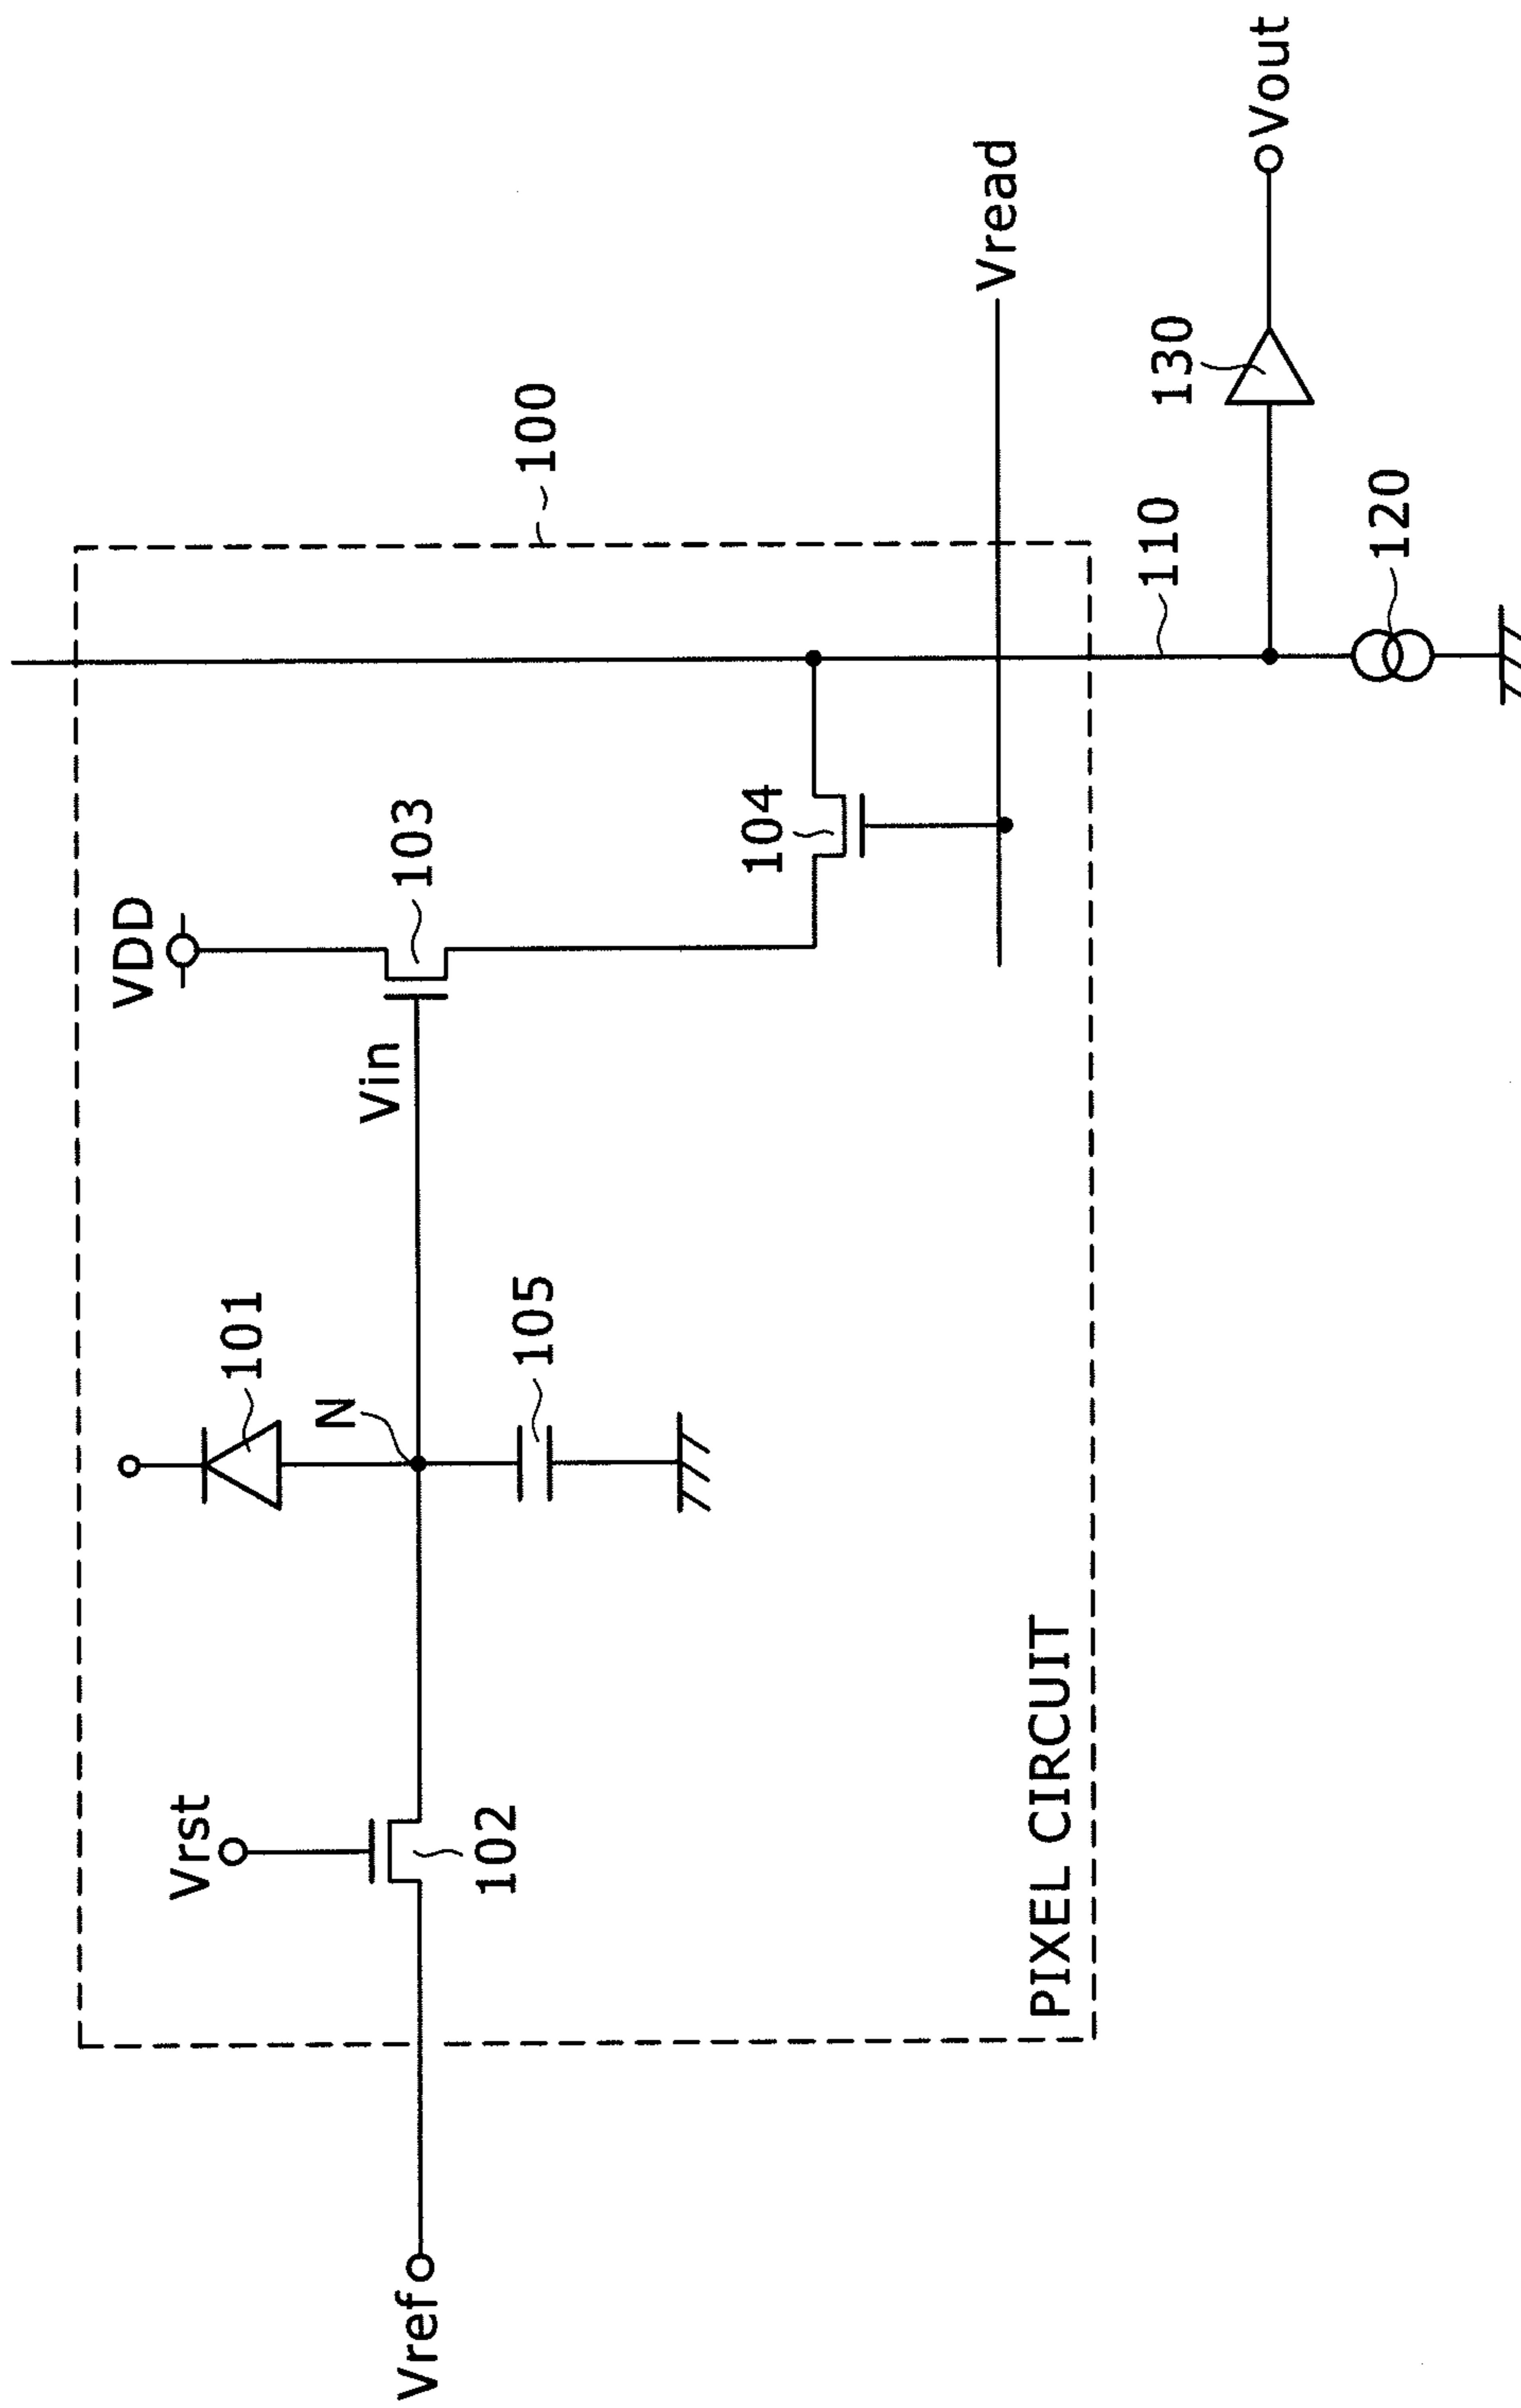 VDD
Vrst
101
103
Vin
N
100
Vref
102
105
104
Vread
PIXEL CIRCUIT
110
130
Vout
120